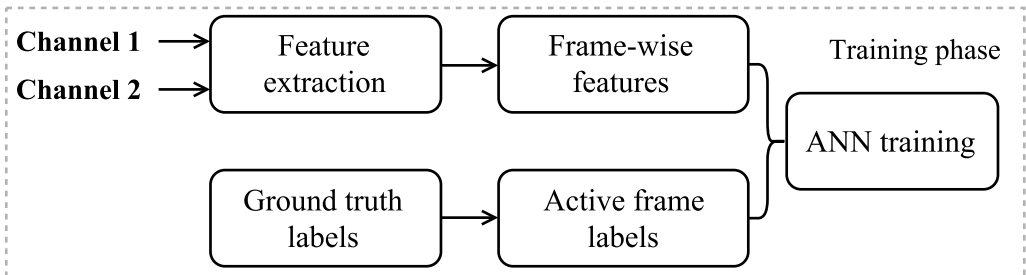 Channel 1
Channel 2
Feature
extraction
Frame-wise
features
Training phase
ANN training
Ground truth
labels
Active frame
labels